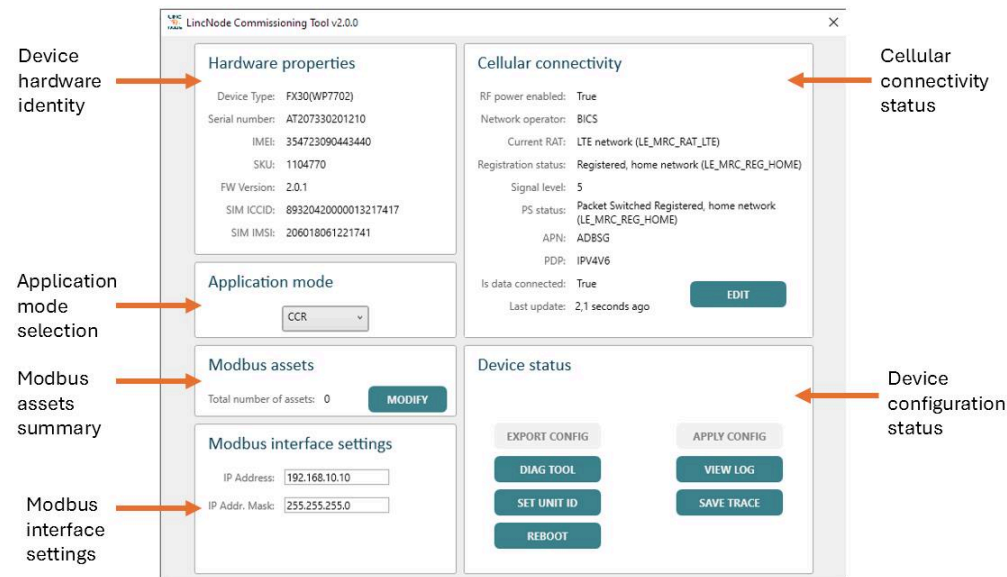 LincNode Commissioning Tool v2.0.0
Device
hardware
identity
Hardware properties
Device Type: FX30(WP7702)
Serial number: AT207330201210
IMEI: 354723090443440
SKU: 1104770
FW Version: 2.0.1
SIM ICCID: 89320420000013217417
SIM IMSI: 206018061221741
Cellular connectivity
RF power enabled: True
Network operator: BICS
Current RAT: LTE network (LE_MRC_RAT_LTE)
Registration status: Registered, home network (LE_MRC_REG_HOME)
Signal level: 5
PS status: Packet Switched Registered, home network
(LE_MRC_REG_HOME)
APN: ADBSG
PDP: IPV4V6
Is data connected: True
Last update: 2,1 seconds ago
EDIT
Cellular
connectivity
status
Application
mode
selection
Application mode
CCR
Modbus
assets
summary
Modbus assets
Total number of assets: 0
MODIFY
Modbus
interface
settings
Modbus interface settings
IP Address: 192.168.10.10
IP Addr. Mask: 255.255.255.0
Device status
EXPORT CONFIG
APPLY CONFIG
DIAG TOOL
VIEW LOG
SET UNIT ID
SAVE TRACE
REBOOT
Device
configuration
status